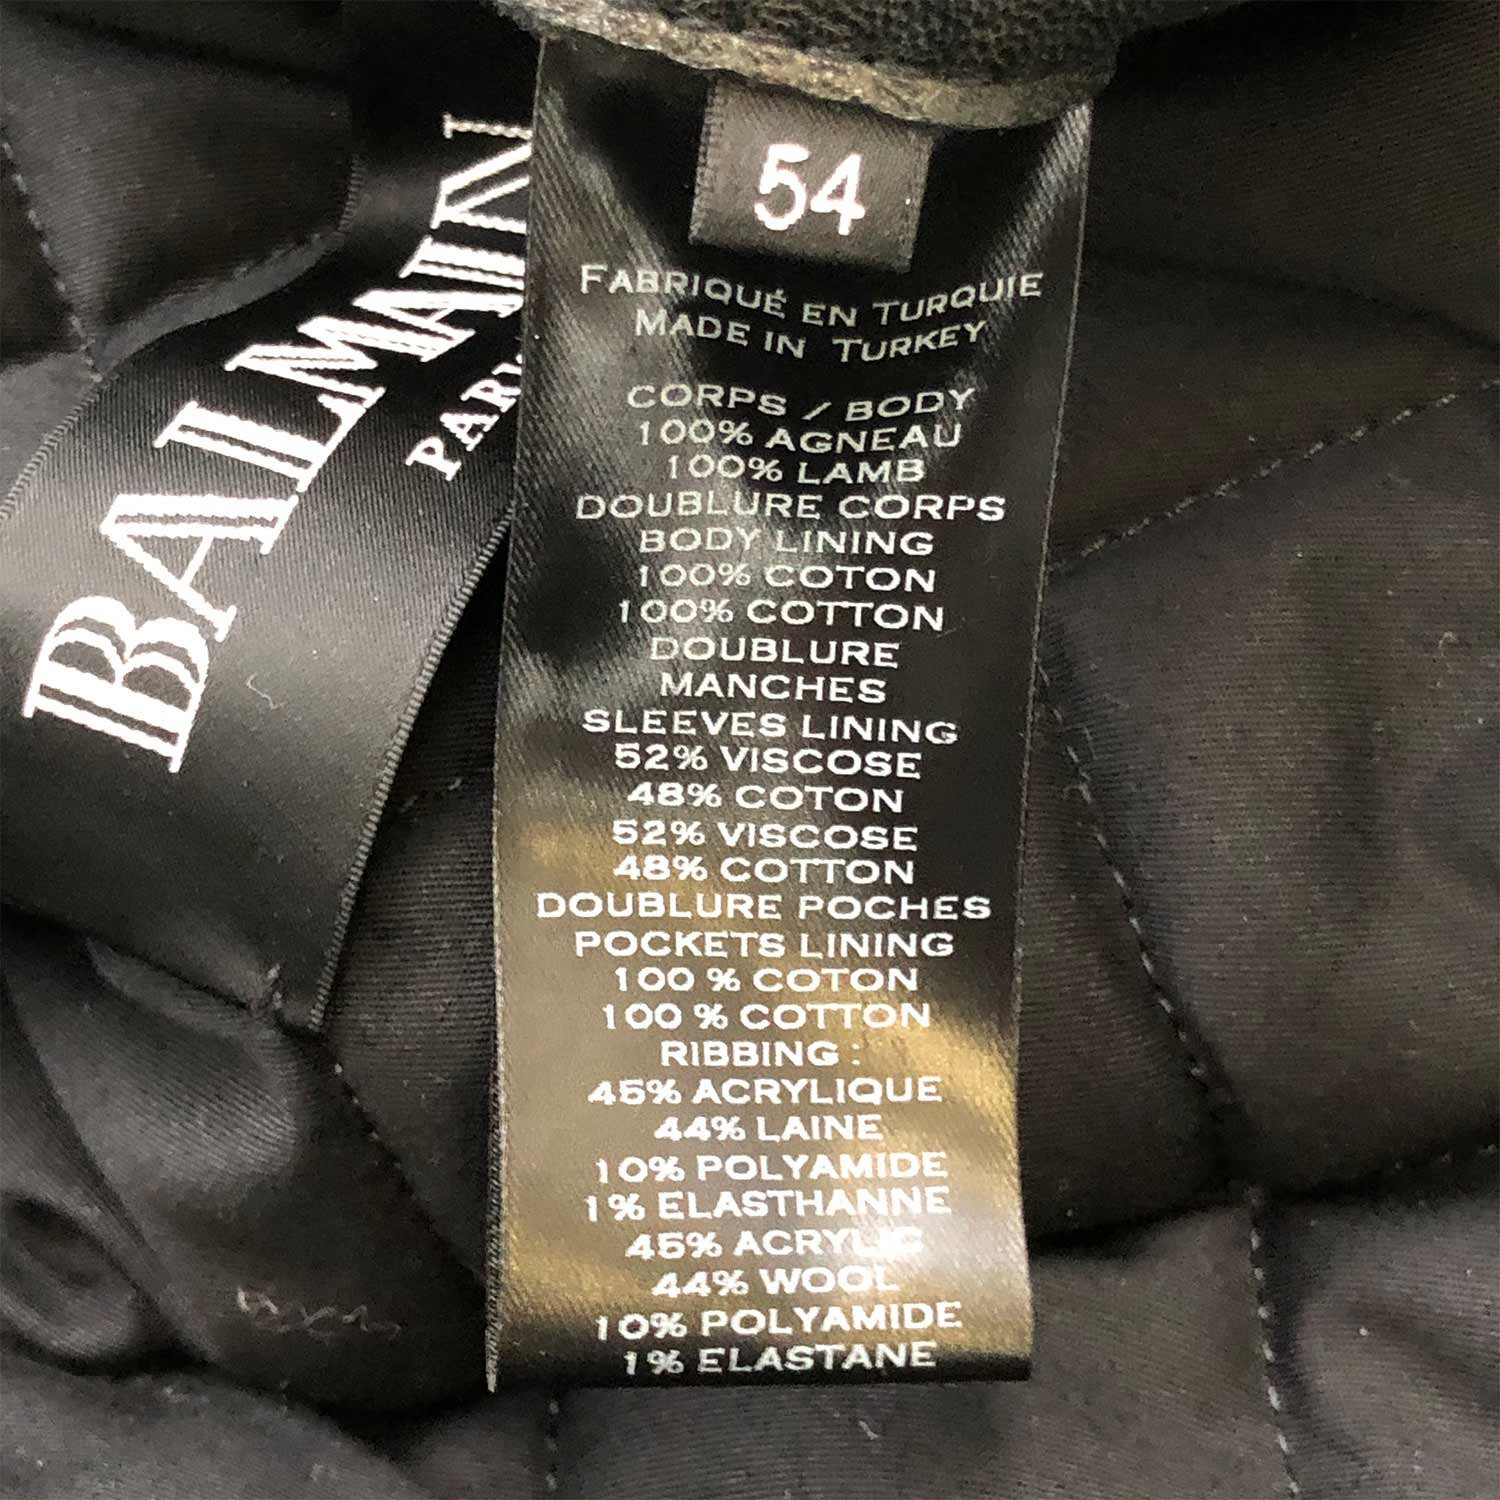 BALMAIN
54
FABRIQUÉ EN TURQUIE
MADE IN TURKEY
CORPS / BODY
100% AGNEAU
100% LAMB
DOUBLURE CORPS
BODY LINING
100% COTON
100% COTTON
DOUBLURE
MANCHES
SLEEVES LINING
52% VISCOSE
48% COTON
52% VISCOSE
48% COTTON
DOUBLURE POCHES
POCKETS LINING
100 % COTON
100 % COTTON
RIBBING :
45% ACRYLIQUE
44% LAINE
10% POLYAMIDE
1% ELASTHANNE
45% ACRYLIC
44% WOOL
10% POLYAMIDE
1% ELASTANE